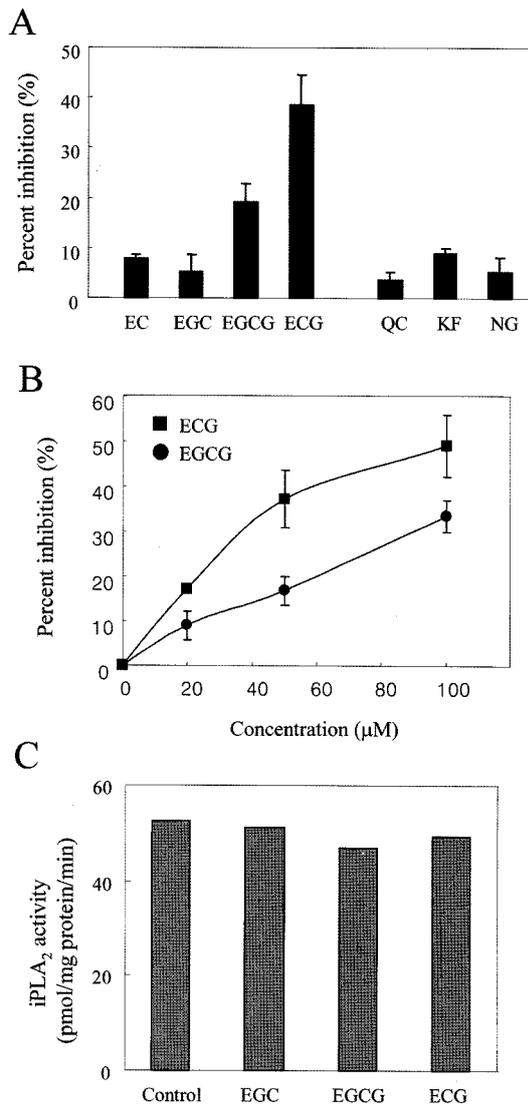 A
Percent inhibition (%)
50
40
30
20
10
0
EC EGC EGCG ECG QC KF NG
B
Percent inhibition (%)
60
50
40
30
20
10
0
ECG
EGCG
0 20 40 60 80 100
Concentration (μM)
C
iPLA2 activity
(pmol/mg protein/min)
60
40
20
0
Control EGC EGCG ECG